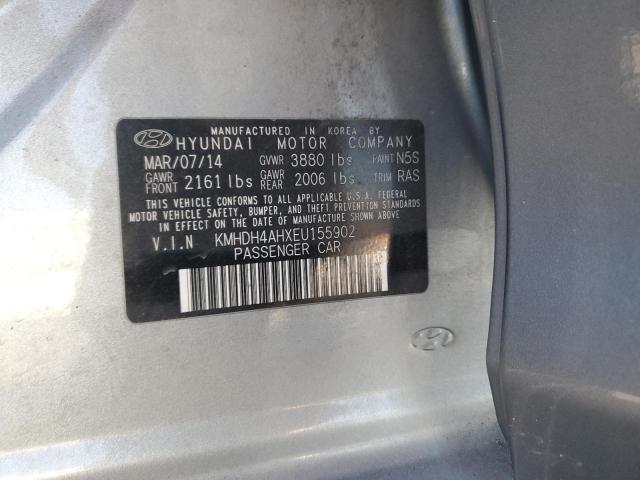 MANUFACTURED IN KOREA BY
HYUNDAI MOTOR COMPANY
MAR/07/14 GVWR 3880 lbs PAINT N5S
GAWR FRONT 2161 lbs GAWR REAR 2006 lbs TRIM RAS
THIS VEHICLE CONFORMS TO ALL APPLICABLE U.S.A. FEDERAL
MOTOR VEHICLE SAFETY, BUMPER, AND THEFT PREVENTION STANDARDS
IN EFFECT ON THE DATE OF MANUFACTURE SHOWN ABOVE.
V.I.N KMHDH4AHXEU155902
PASSENGER CAR